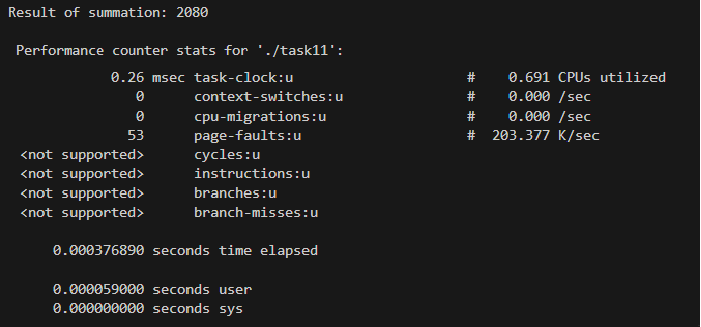 Result of summation: 2080
Performance counter stats for './task11':
0.26 msec task-clock:u # 0.691 CPUs utilized
0 context-switches:u # 0.000 /sec
0 cpu-migrations:u # 0.000 /sec
53 page-faults:u # 203.377 K/sec
<not supported> cycles:u
<not supported> instructions:u
<not supported> branches:u
<not supported> branch-misses:u
0.000376890 seconds time elapsed
0.000059000 seconds user
0.000000000 seconds sys